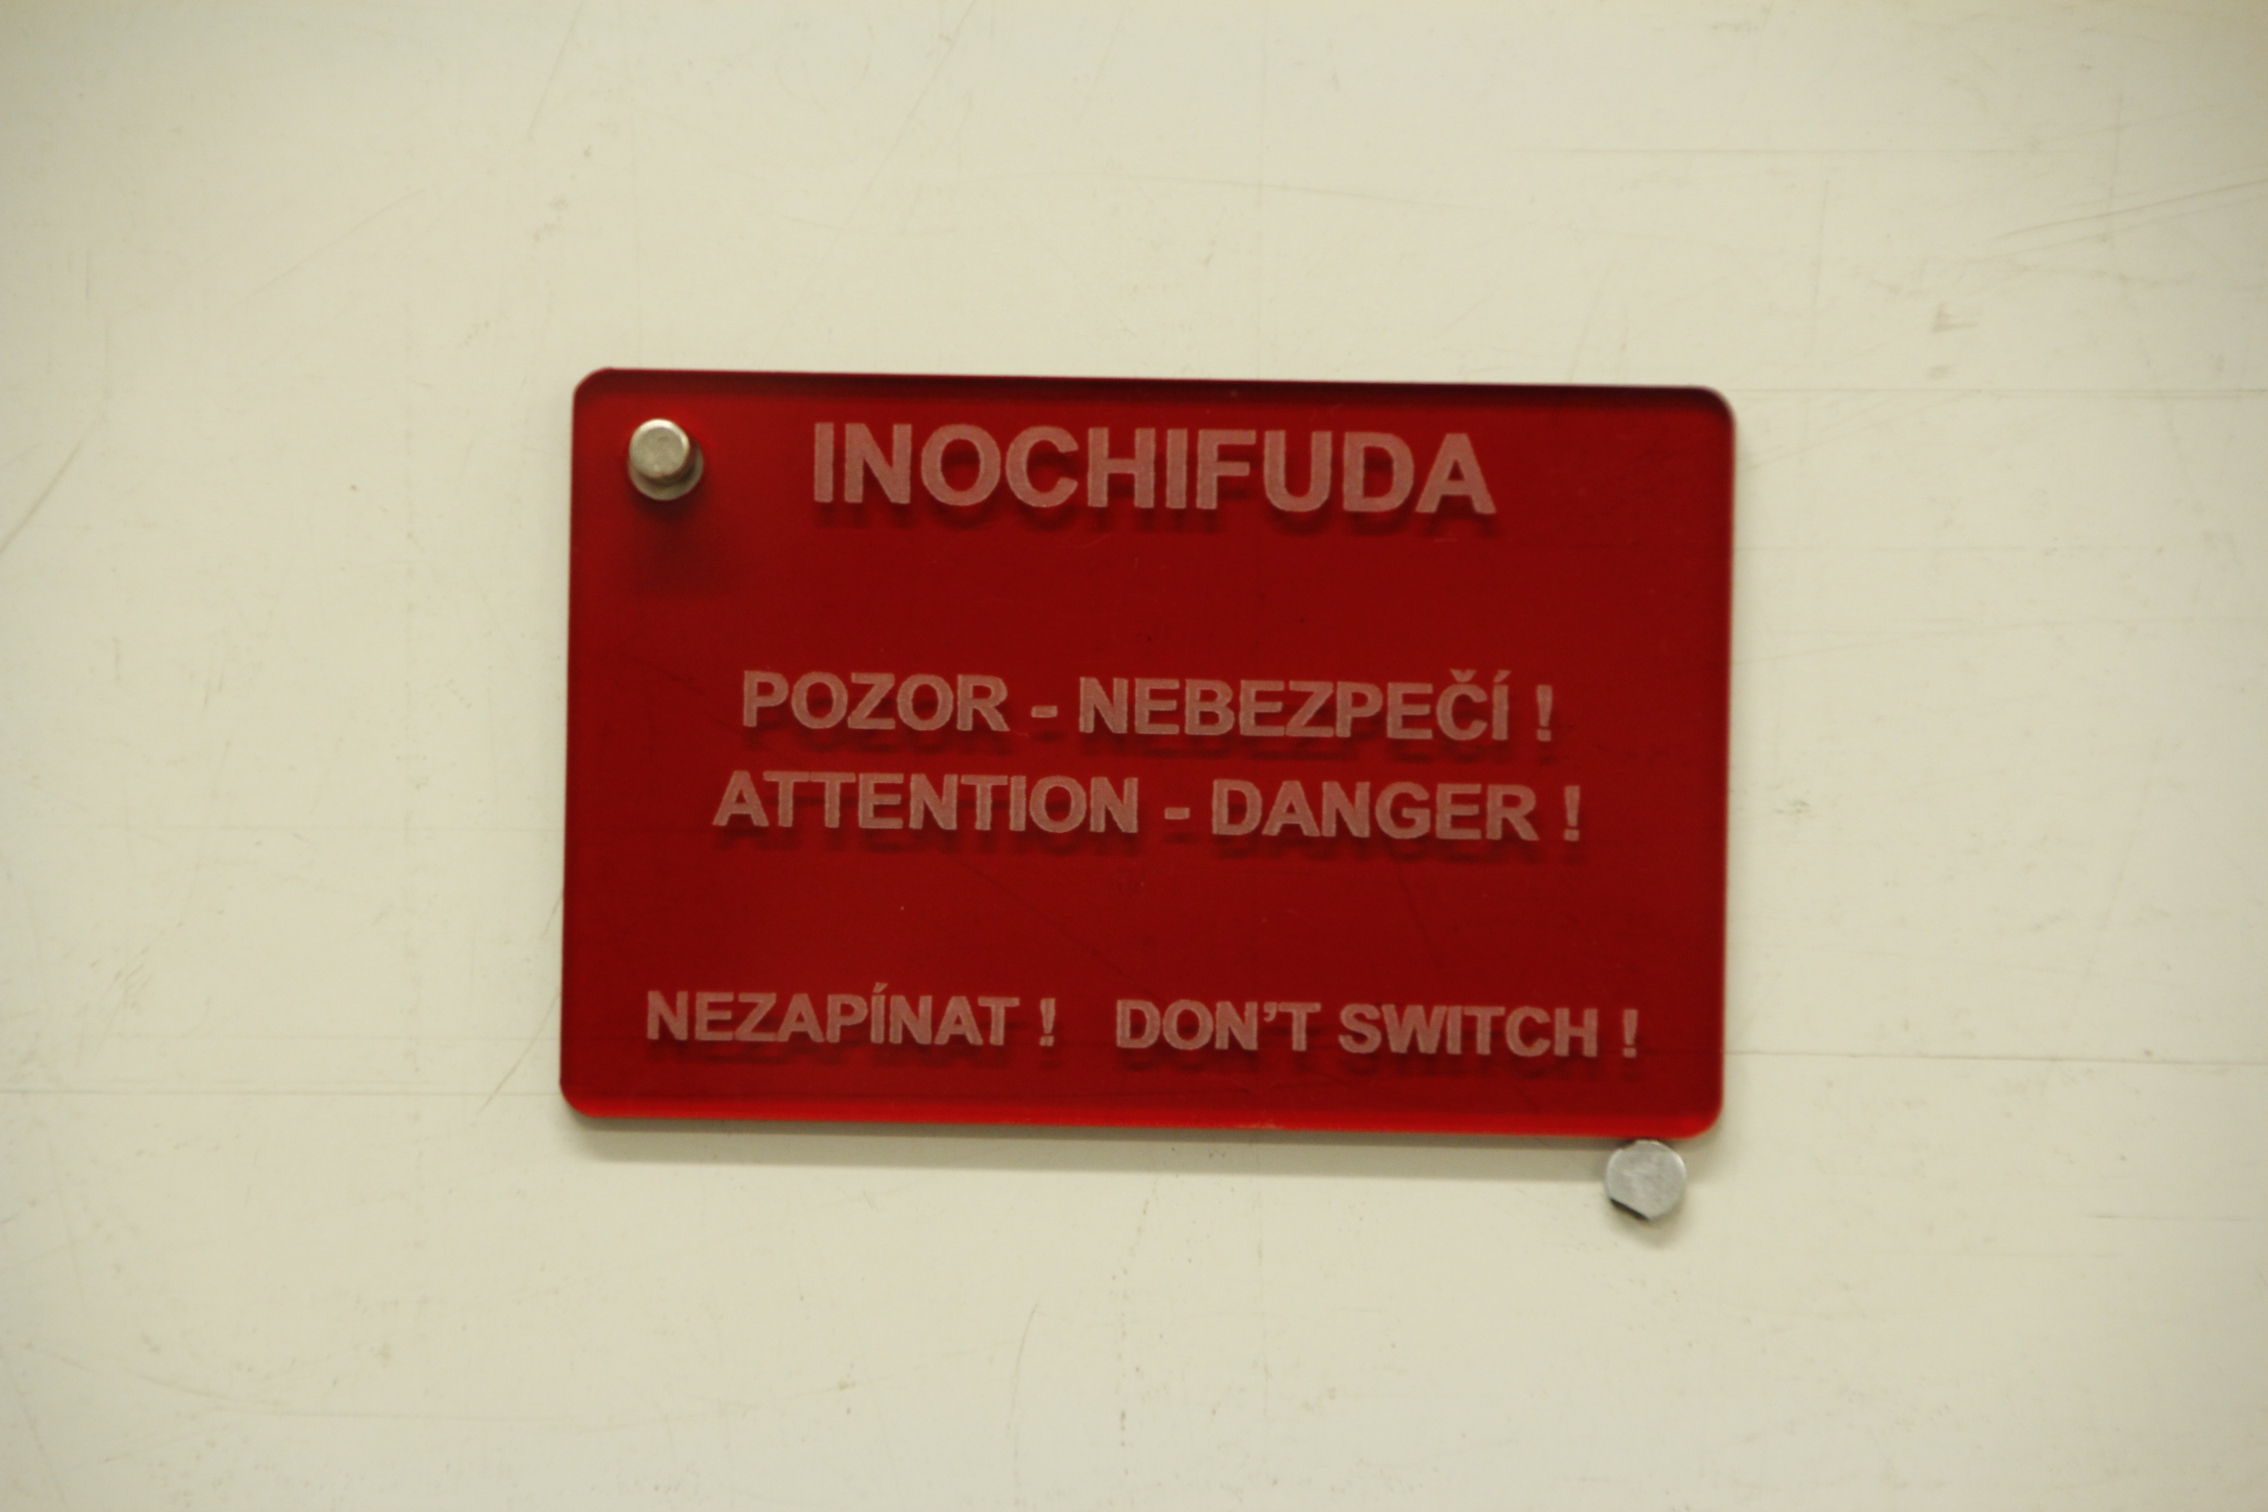 INOCHIFUDA
POZOR - NEBEZPEČÍ !
ATTENTION - DANGER !
NEZAPÍNAT ! DON'T SWITCH !